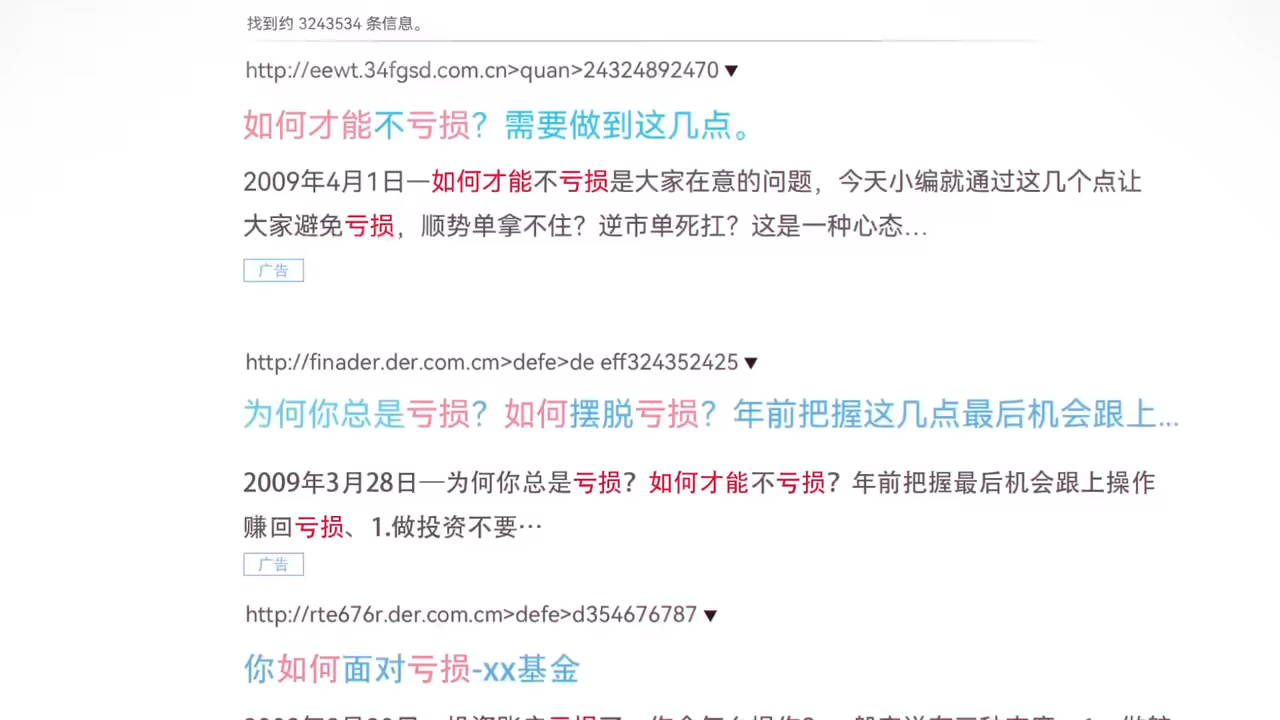 找到约 3243534 条信息。
http://eewt.34fgsd.com.cn>quan>24324892470 ▼
如何才能不亏损？需要做到这几点。
2009年4月1日—如何才能不亏损是大家在意的问题，今天小编就通过这几个点让
大家避免亏损，顺势单拿不住？逆市单死扛？这是一种心态...
广告
http://finader.der.com.cm>defe>de eff324352425 ▼
为何你总是亏损？如何摆脱亏损？年前把握这几点最后机会跟上...
2009年3月28日—为何你总是亏损？如何才能不亏损？年前把握最后机会跟上操作
赚回亏损、1.做投资不要…
广告
http://rte676r.der.com.cm>defe>d354676787 ▼
你如何面对亏损-xx基金